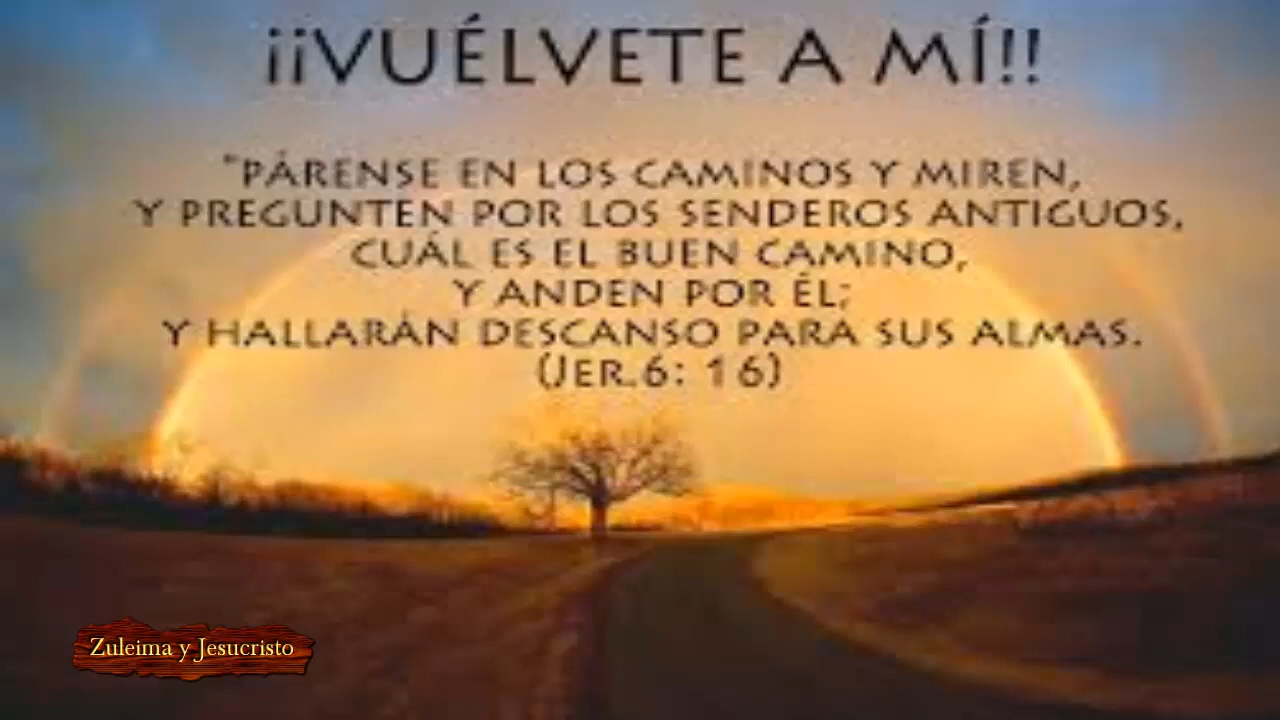 ¡¡VUÉLVETE A MÍ!!
"PÁRENSE EN LOS CAMINOS Y MIREN,
Y PREGUNTEN POR LOS SENDEROS ANTIGUOS,
CUÁL ES EL BUEN CAMINO,
Y ANDEN POR ÉL;
Y HALLARÁN DESCANSO PARA SUS ALMAS.
(JER.6: 16)
Zuleima y Jesucristo